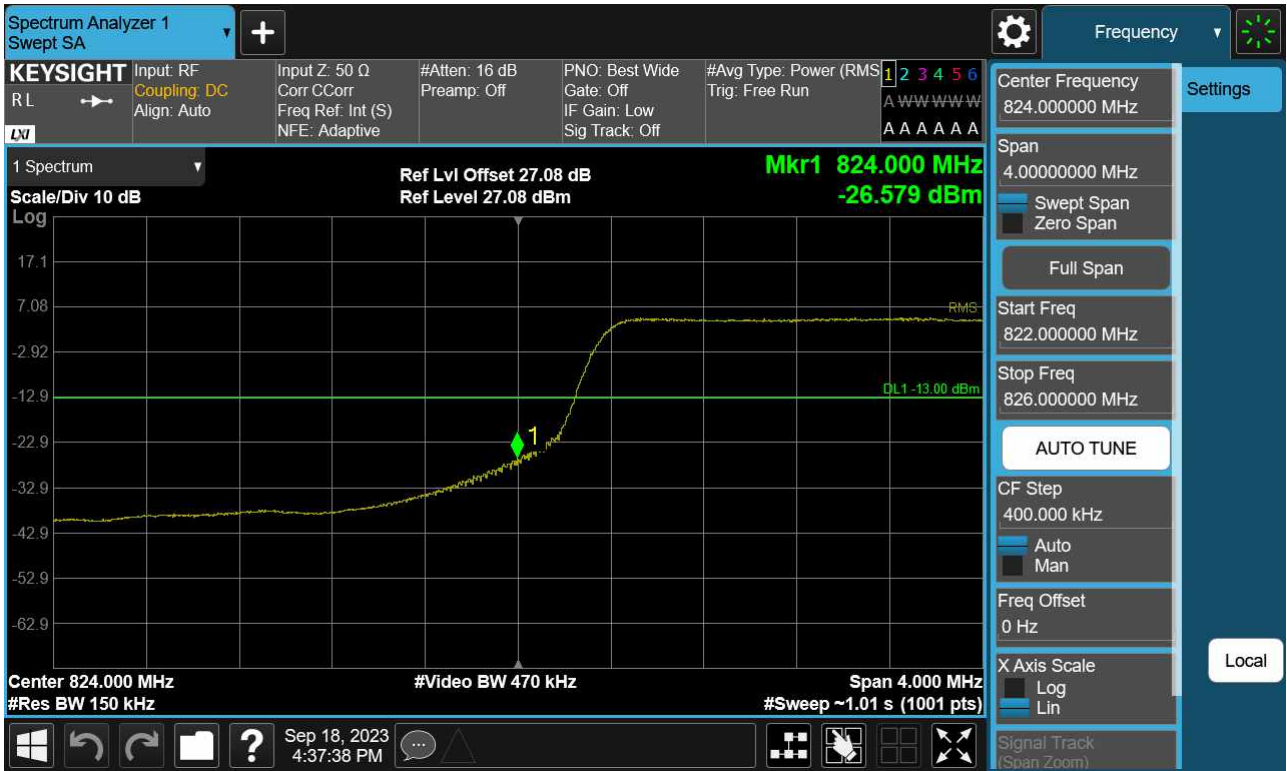 Spectrum Analyzer 1
Swept SA
+
Frequency
KEYSIGHT
R L
LXI
Input: RF
Coupling: DC
Align: Auto
Input Z: 50 Ω
Corr CCorr
Freq Ref: Int (S)
NFE: Adaptive
#Atten: 16 dB
Preamp: Off
PNO: Best Wide
Gate: Off
IF Gain: Low
Sig Track: Off
#Avg Type: Power (RMS
Trig: Free Run
1 2 3 4 5 6
A W W W W W
A A A A A A
1 Spectrum
Scale/Div 10 dB
Log
Ref Lvl Offset 27.08 dB
Ref Level 27.08 dBm
Mkr1 824.000 MHz
-26.579 dBm
17.1
7.08
-2.92
-12.9
-22.9
-32.9
-42.9
-52.9
-62.9
RMS
DL1 -13.00 dBm
1
Center 824.000 MHz
#Res BW 150 kHz
#Video BW 470 kHz
Span 4.000 MHz
#Sweep ~1.01 s (1001 pts)
Center Frequency
824.000000 MHz
Span
4.00000000 MHz
Swept Span
Zero Span
Full Span
Start Freq
822.000000 MHz
Stop Freq
826.000000 MHz
AUTO TUNE
CF Step
400.000 kHz
Auto
Man
Freq Offset
0 Hz
X Axis Scale
Log
Lin
Signal Track
(Span Zoom)
Settings
Local
?
Sep 18, 2023
4:37:38 PM